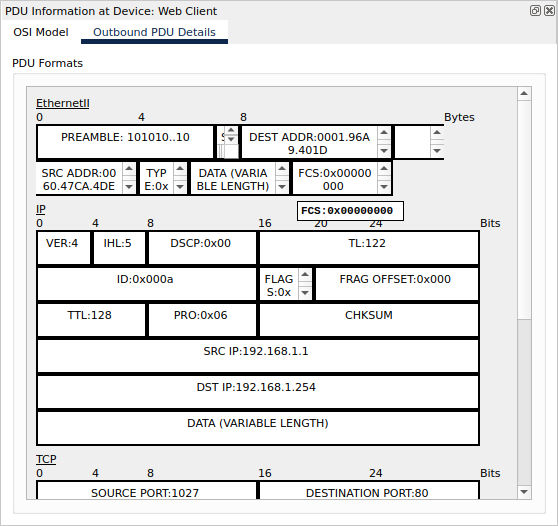 PDU Information at Device: Web Client
OSI Model Outbound PDU Details
PDU Formats
EthernetII
0 4 8 Bytes
PREAMBLE: 101010..10 DEST ADDR:0001.96A
9.401D
SRC ADDR:00 TYP DATA (VARIA FCS:0x00000
60.47CA.4DE E:0x BLE LENGTH) 000
FCS:0x00000000
IP
0 4 8 16 20 24 Bits
VER:4 IHL:5 DSCP:0x00 TL:122
ID:0x000a FLAG FRAG OFFSET:0x000
S:0x
TTL:128 PRO:0x06 CHKSUM
SRC IP:192.168.1.1
DST IP:192.168.1.254
DATA (VARIABLE LENGTH)
TCP
0 4 8 16 24 Bits
SOURCE PORT:1027 DESTINATION PORT:80